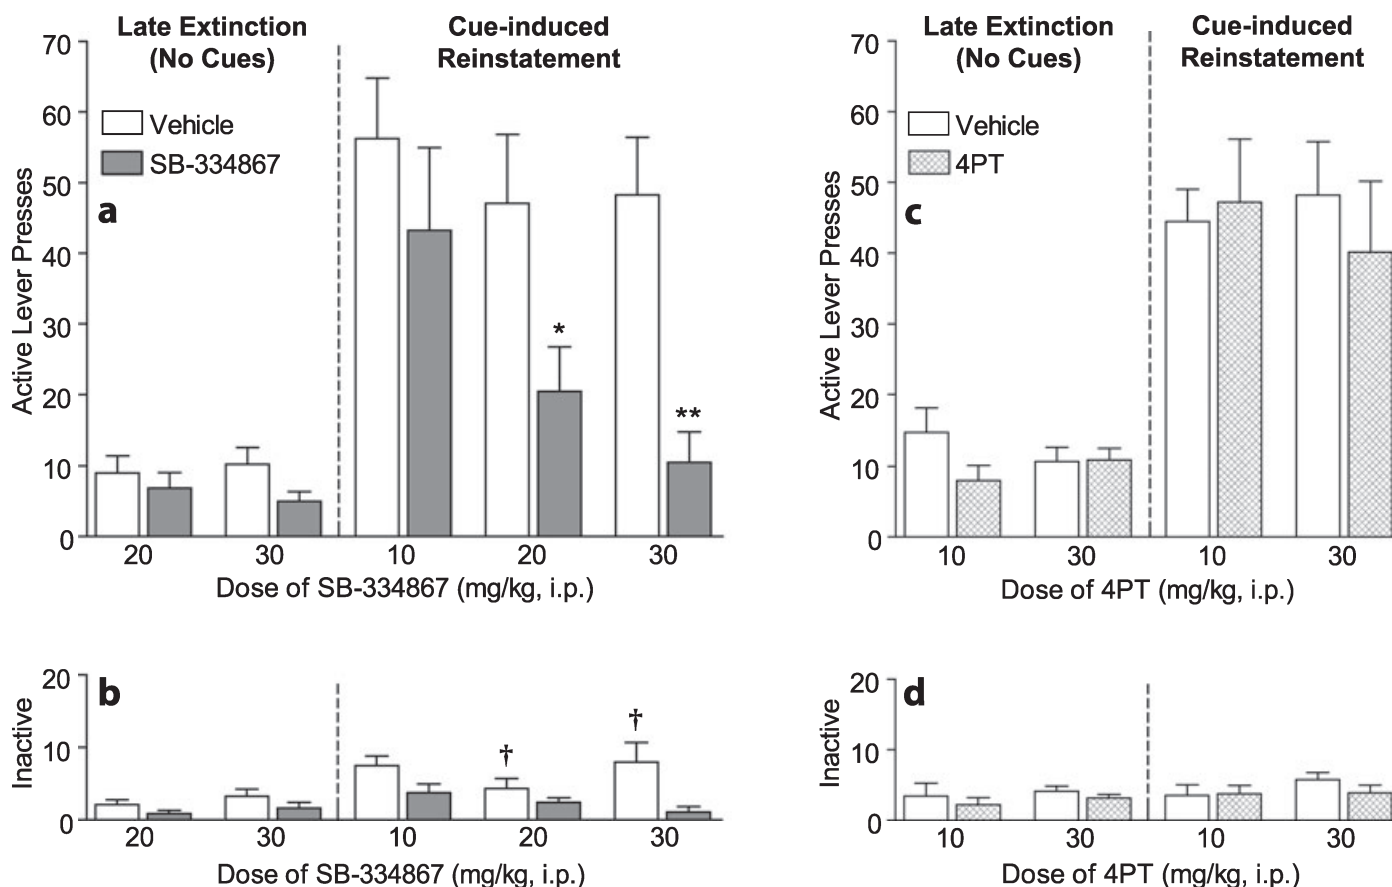 Late Extinction
(No Cues)
Cue-induced
Reinstatement
70
60
50
40
30
20
10
0
Active Lever Presses
Vehicle
SB-334867
a
*
**
20
30
10
20
30
Dose of SB-334867 (mg/kg, i.p.)
Late Extinction
(No Cues)
Cue-induced
Reinstatement
70
60
50
40
30
20
10
0
Active Lever Presses
Vehicle
4PT
c
10
30
10
30
Dose of 4PT (mg/kg, i.p.)
20
10
0
Inactive
b
†
†
20
30
10
20
30
Dose of SB-334867 (mg/kg, i.p.)
20
10
0
Inactive
d
10
30
10
30
Dose of 4PT (mg/kg, i.p.)